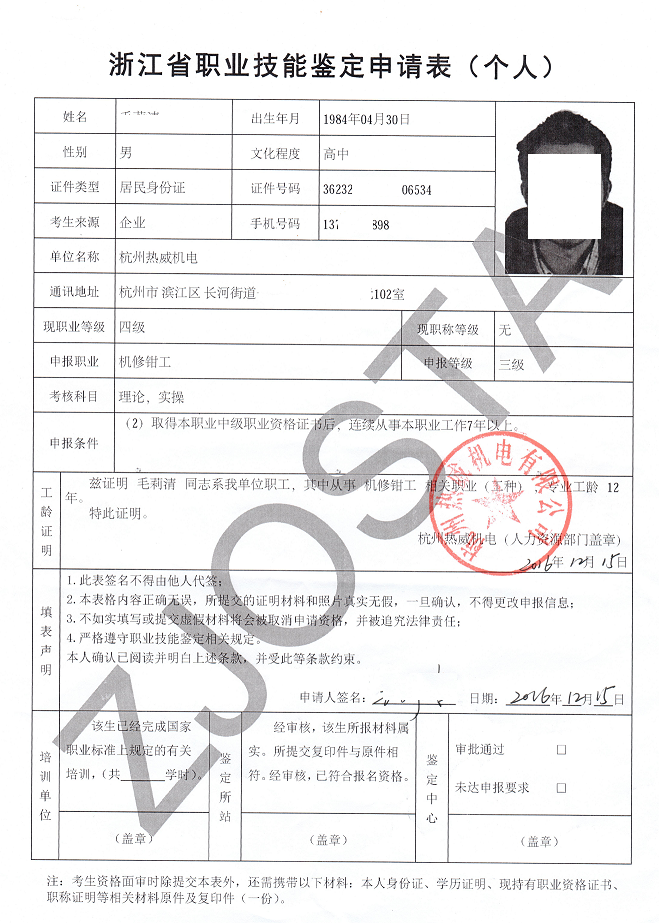 浙江省职业技能鉴定申请表（个人）
姓名 出生年月 1984年04月30日
性别 男 文化程度 高中
证件类型 居民身份证 证件号码 36232 06534
考生来源 企业 手机号码 137 898
单位名称 杭州热威机电
通讯地址 杭州市 滨江区 长河街道 102室
现职业等级 四级 现职称等级 无
申报职业 机修钳工 申报等级 三级
考核科目 理论、实操
申报条件 （2）取得本职业中级职业资格证书后，连续从事本职业工作7年以上。
工龄证明
兹证明 毛莉清 同志系我单位职工，其中从事 机修钳工 相关职业（工种），专业工龄 12
年。
特此证明。
杭州热威机电（人力资源部门盖章）
2016年 12月 15日
杭州热威机电有限公司
填表声明
1.此表签名不得由他人代签；
2.本表格内容正确无误，所提交的证明材料和照片真实无假，一旦确认，不得更改申报信息；
3.不如实填写或提交虚假材料将会被取消申请资格，并被追究法律责任；
4.严格遵守职业技能鉴定相关规定。
本人确认已阅读并明白上述条款，并受此等条款约束。
申请人签名： 日期：2016年12月15日
培训单位
该生已经完成国家
职业标准上规定的有关
培训，（共______学时）。
（盖章）
鉴定所站
经审核，该生所报材料属
实。所提交复印件与原件相
符。经审核，已符合报名资格。
（盖章）
鉴定中心
审批通过 □
未达申报要求 □
（盖章）
注：考生资格面审时除提交本表外，还需携带以下材料：本人身份证、学历证明、现持有职业资格证书、
职称证明等相关材料原件及复印件（一份）。
ZJOSTA